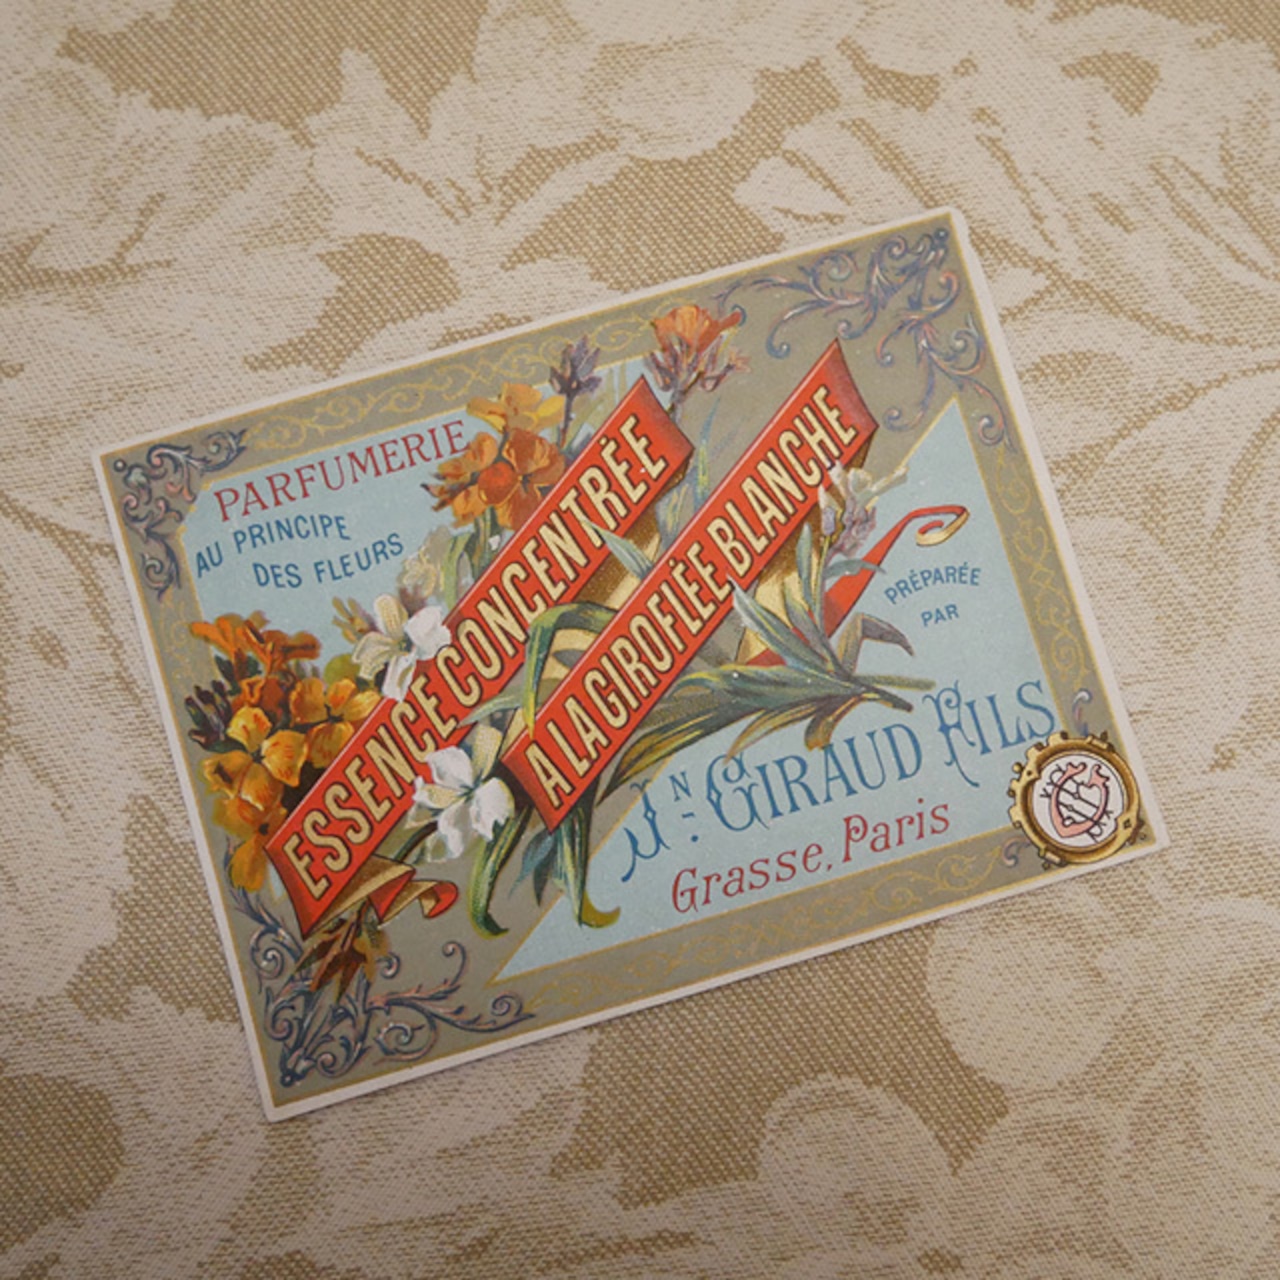 PARFUMERIE
AU PRINCIPE
DES FLEURS
ESSENCE CONCENTRÉE
A LA GIROFLÉE BLANCHE
PRÉPARÉE
PAR
JN GIRAUD FILS
Grasse, Paris